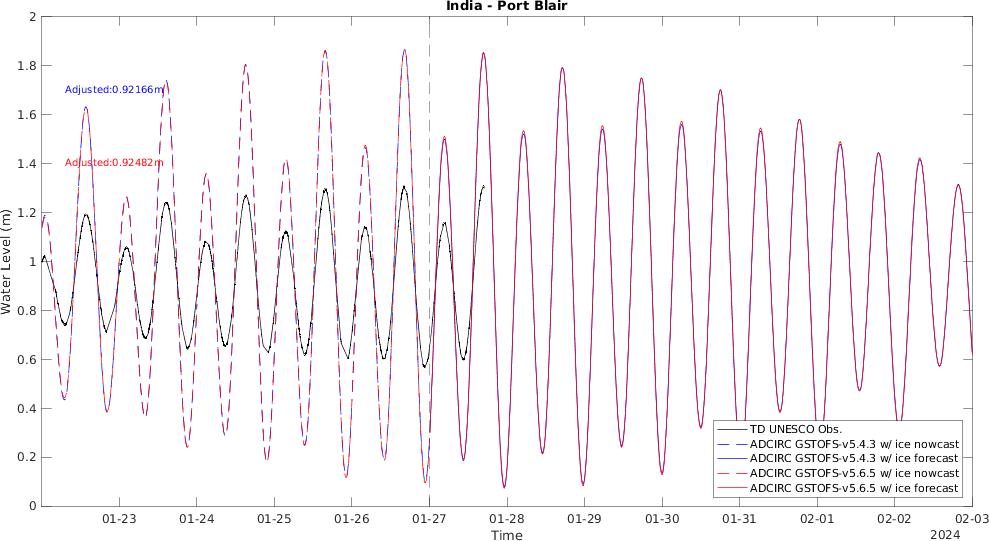 India - Port Blair
2
1.8
1.6
1.4
1.2
1
0.8
0.6
0.4
0.2
0
Water Level (m)
Adjusted:0.92166m
Adjusted:0.92482m
TD UNESCO Obs.
ADCIRC GSTOFS-v5.4.3 w/ ice nowcast
ADCIRC GSTOFS-v5.4.3 w/ ice forecast
ADCIRC GSTOFS-v5.6.5 w/ ice nowcast
ADCIRC GSTOFS-v5.6.5 w/ ice forecast
01-23 01-24 01-25 01-26 01-27 01-28 01-29 01-30 01-31 02-01 02-02 02-03
Time
2024